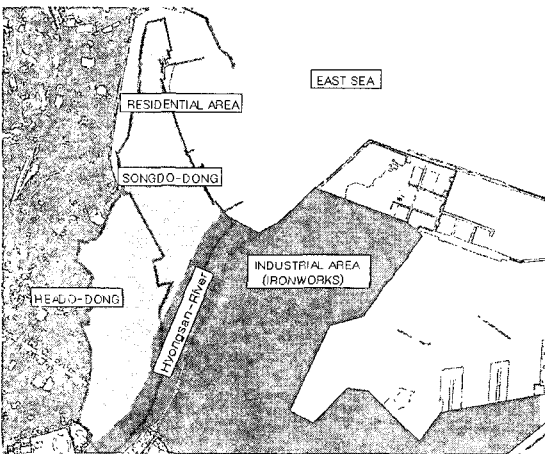 EAST SEA
RESIDENTIAL AREA
SONGDO-DONG
INDUSTRIAL AREA
(IRONWORKS)
HEADO-DONG
Hyongsan-River